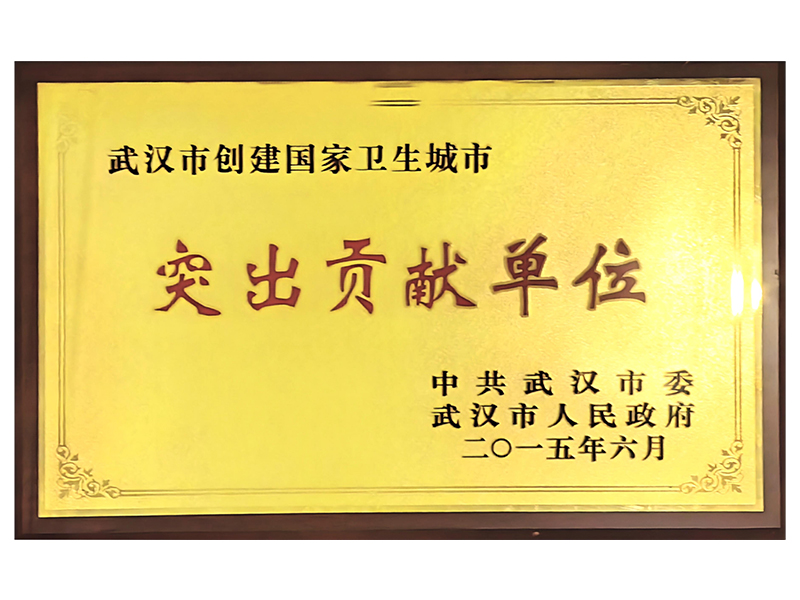 武汉市创建国家卫生城市
突出贡献单位
中共武汉市委
武汉市人民政府
二〇一五年六月